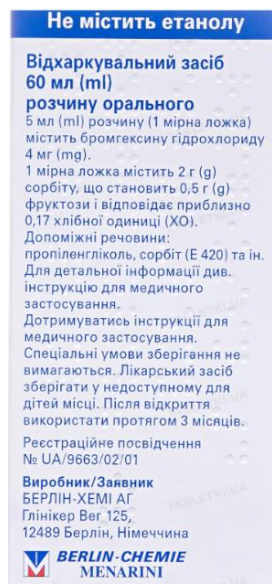 Не містить етанолу
Відхаркувальний засіб
60 мл (ml)
розчину орального
5 мл (ml) розчину (1 мірна ложка)
містить бромгексину гідрохлориду
4 мг (mg).
1 мірна ложка містить 2 г (g)
сорбіту, що становить 0,5 г (g)
фруктози і відповідає приблизно
0,17 хлібної одиниці (ХО).
Допоміжні речовини:
пропіленгліколь, сорбіт (Е 420) та ін.
Для детальної інформації див.
інструкцію для медичного
застосування.
Дотримуватись інструкції для
медичного застосування.
Спеціальні умови зберігання не
вимагаються. Лікарський засіб
зберігати у недоступному для
дітей місці. Після відкриття
використати протягом 3 місяців.
Реєстраційне посвідчення
№ UA/9663/02/01
Виробник/Заявник
БЕРЛІН-ХЕМІ АГ
Глінікер Вег 125,
12489 Берлін, Німеччина
BERLIN-CHEMIE
MENARINI
TABLETKI.UA